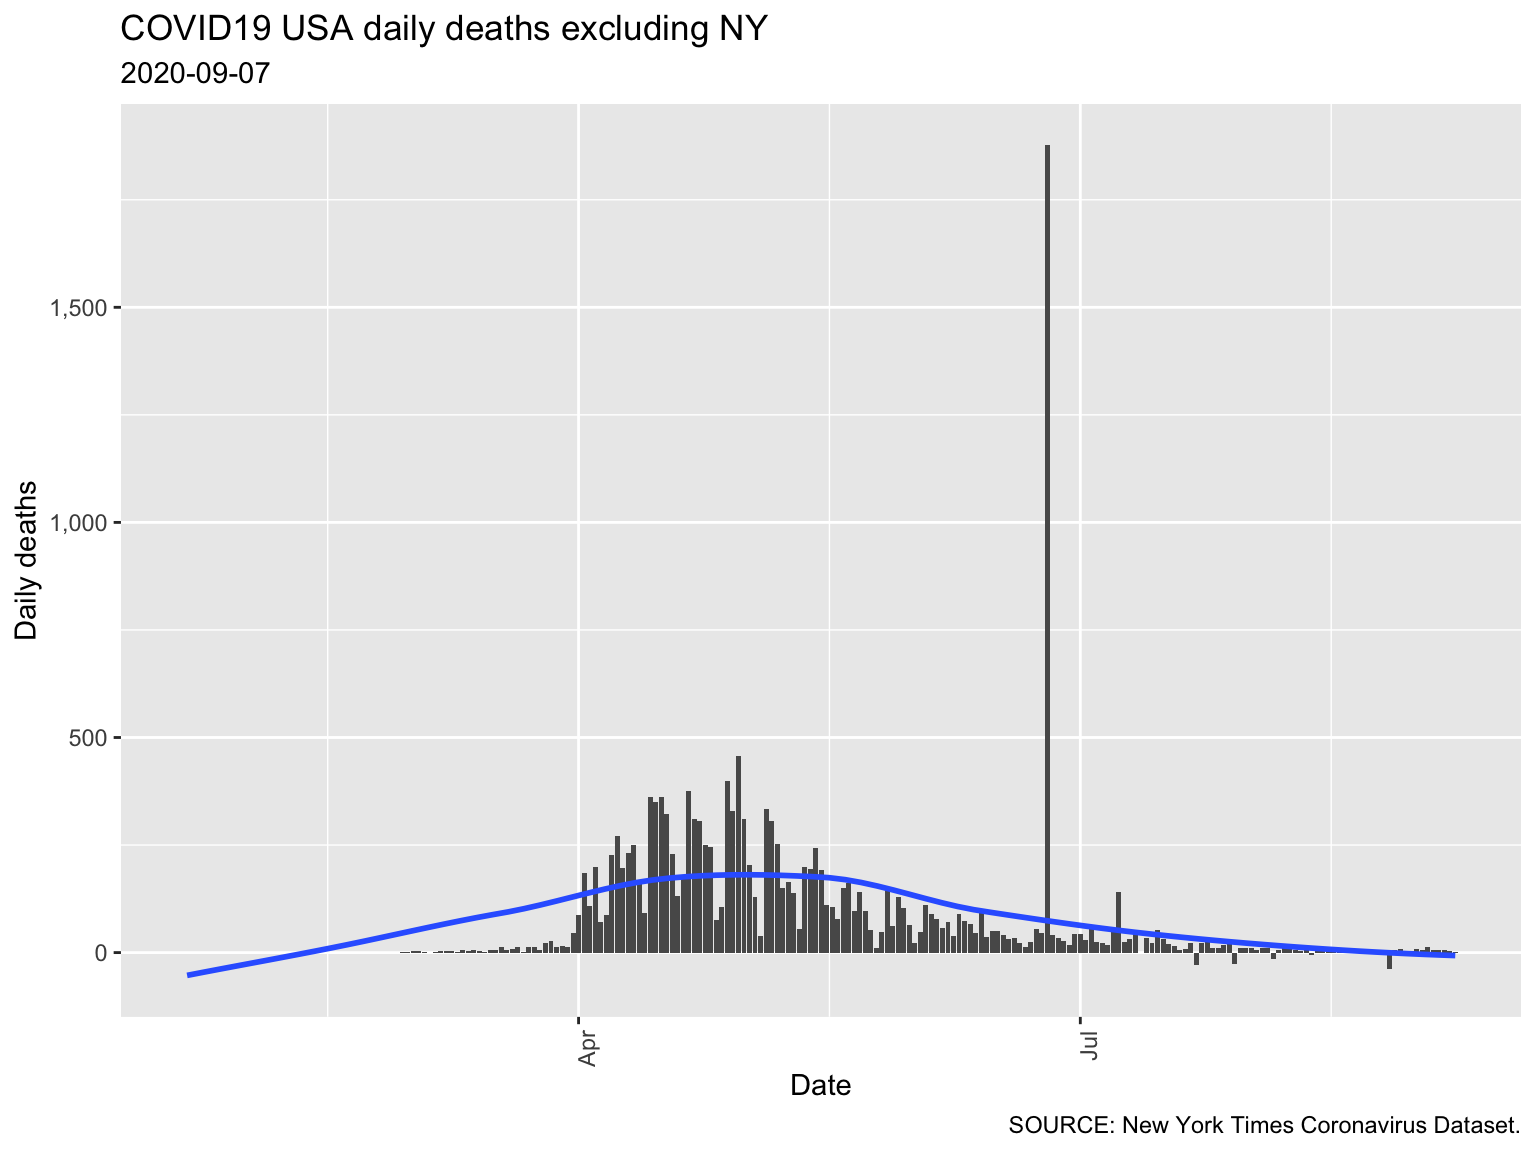 COVID19 USA daily deaths excluding NY
2020-09-07
Daily deaths
1,500
1,000
500
0
Apr
Jul
Date
SOURCE: New York Times Coronavirus Dataset.